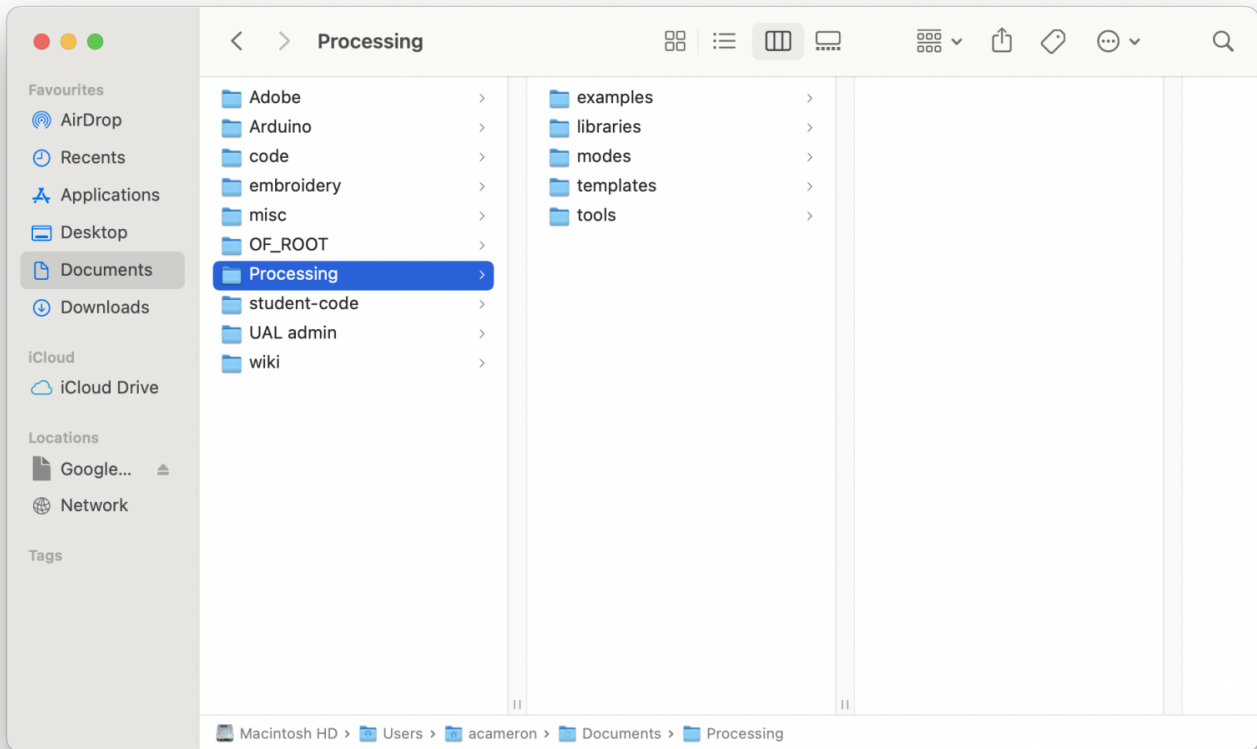 Processing
Favourites
AirDrop
Recents
Applications
Desktop
Documents
Downloads
iCloud
iCloud Drive
Locations
Google...
Network
Tags
Adobe
Arduino
code
embroidery
misc
OF_ROOT
Processing
student-code
UAL admin
wiki
examples
libraries
modes
templates
tools
Macintosh HD › Users › acameron › Documents › Processing